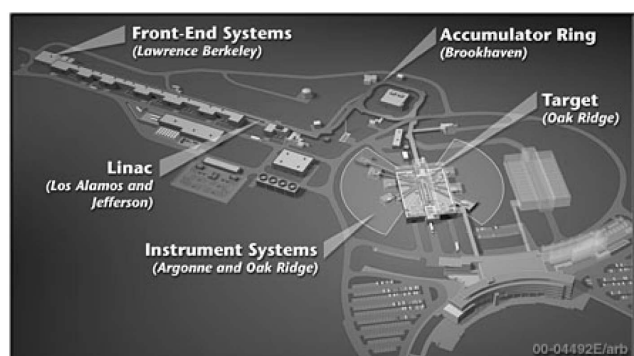 Front-End Systems
(Lawrence Berkeley)
Accumulator Ring
(Brookhaven)
Target
(Oak Ridge)
Linac
(Los Alamos and
Jefferson)
Instrument Systems
(Argonne and Oak Ridge)
00-04492E/arb